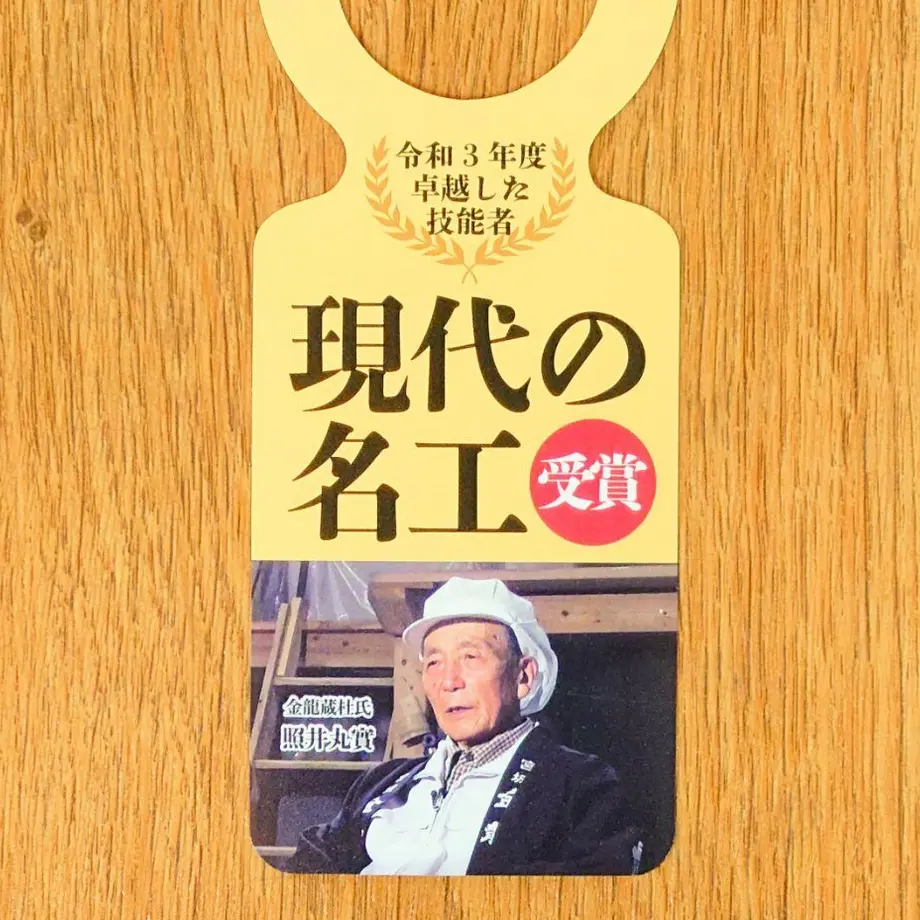 令和3年度
卓越した
技能者
現代の
名工
受賞
金龍蔵杜氏
照井丸實